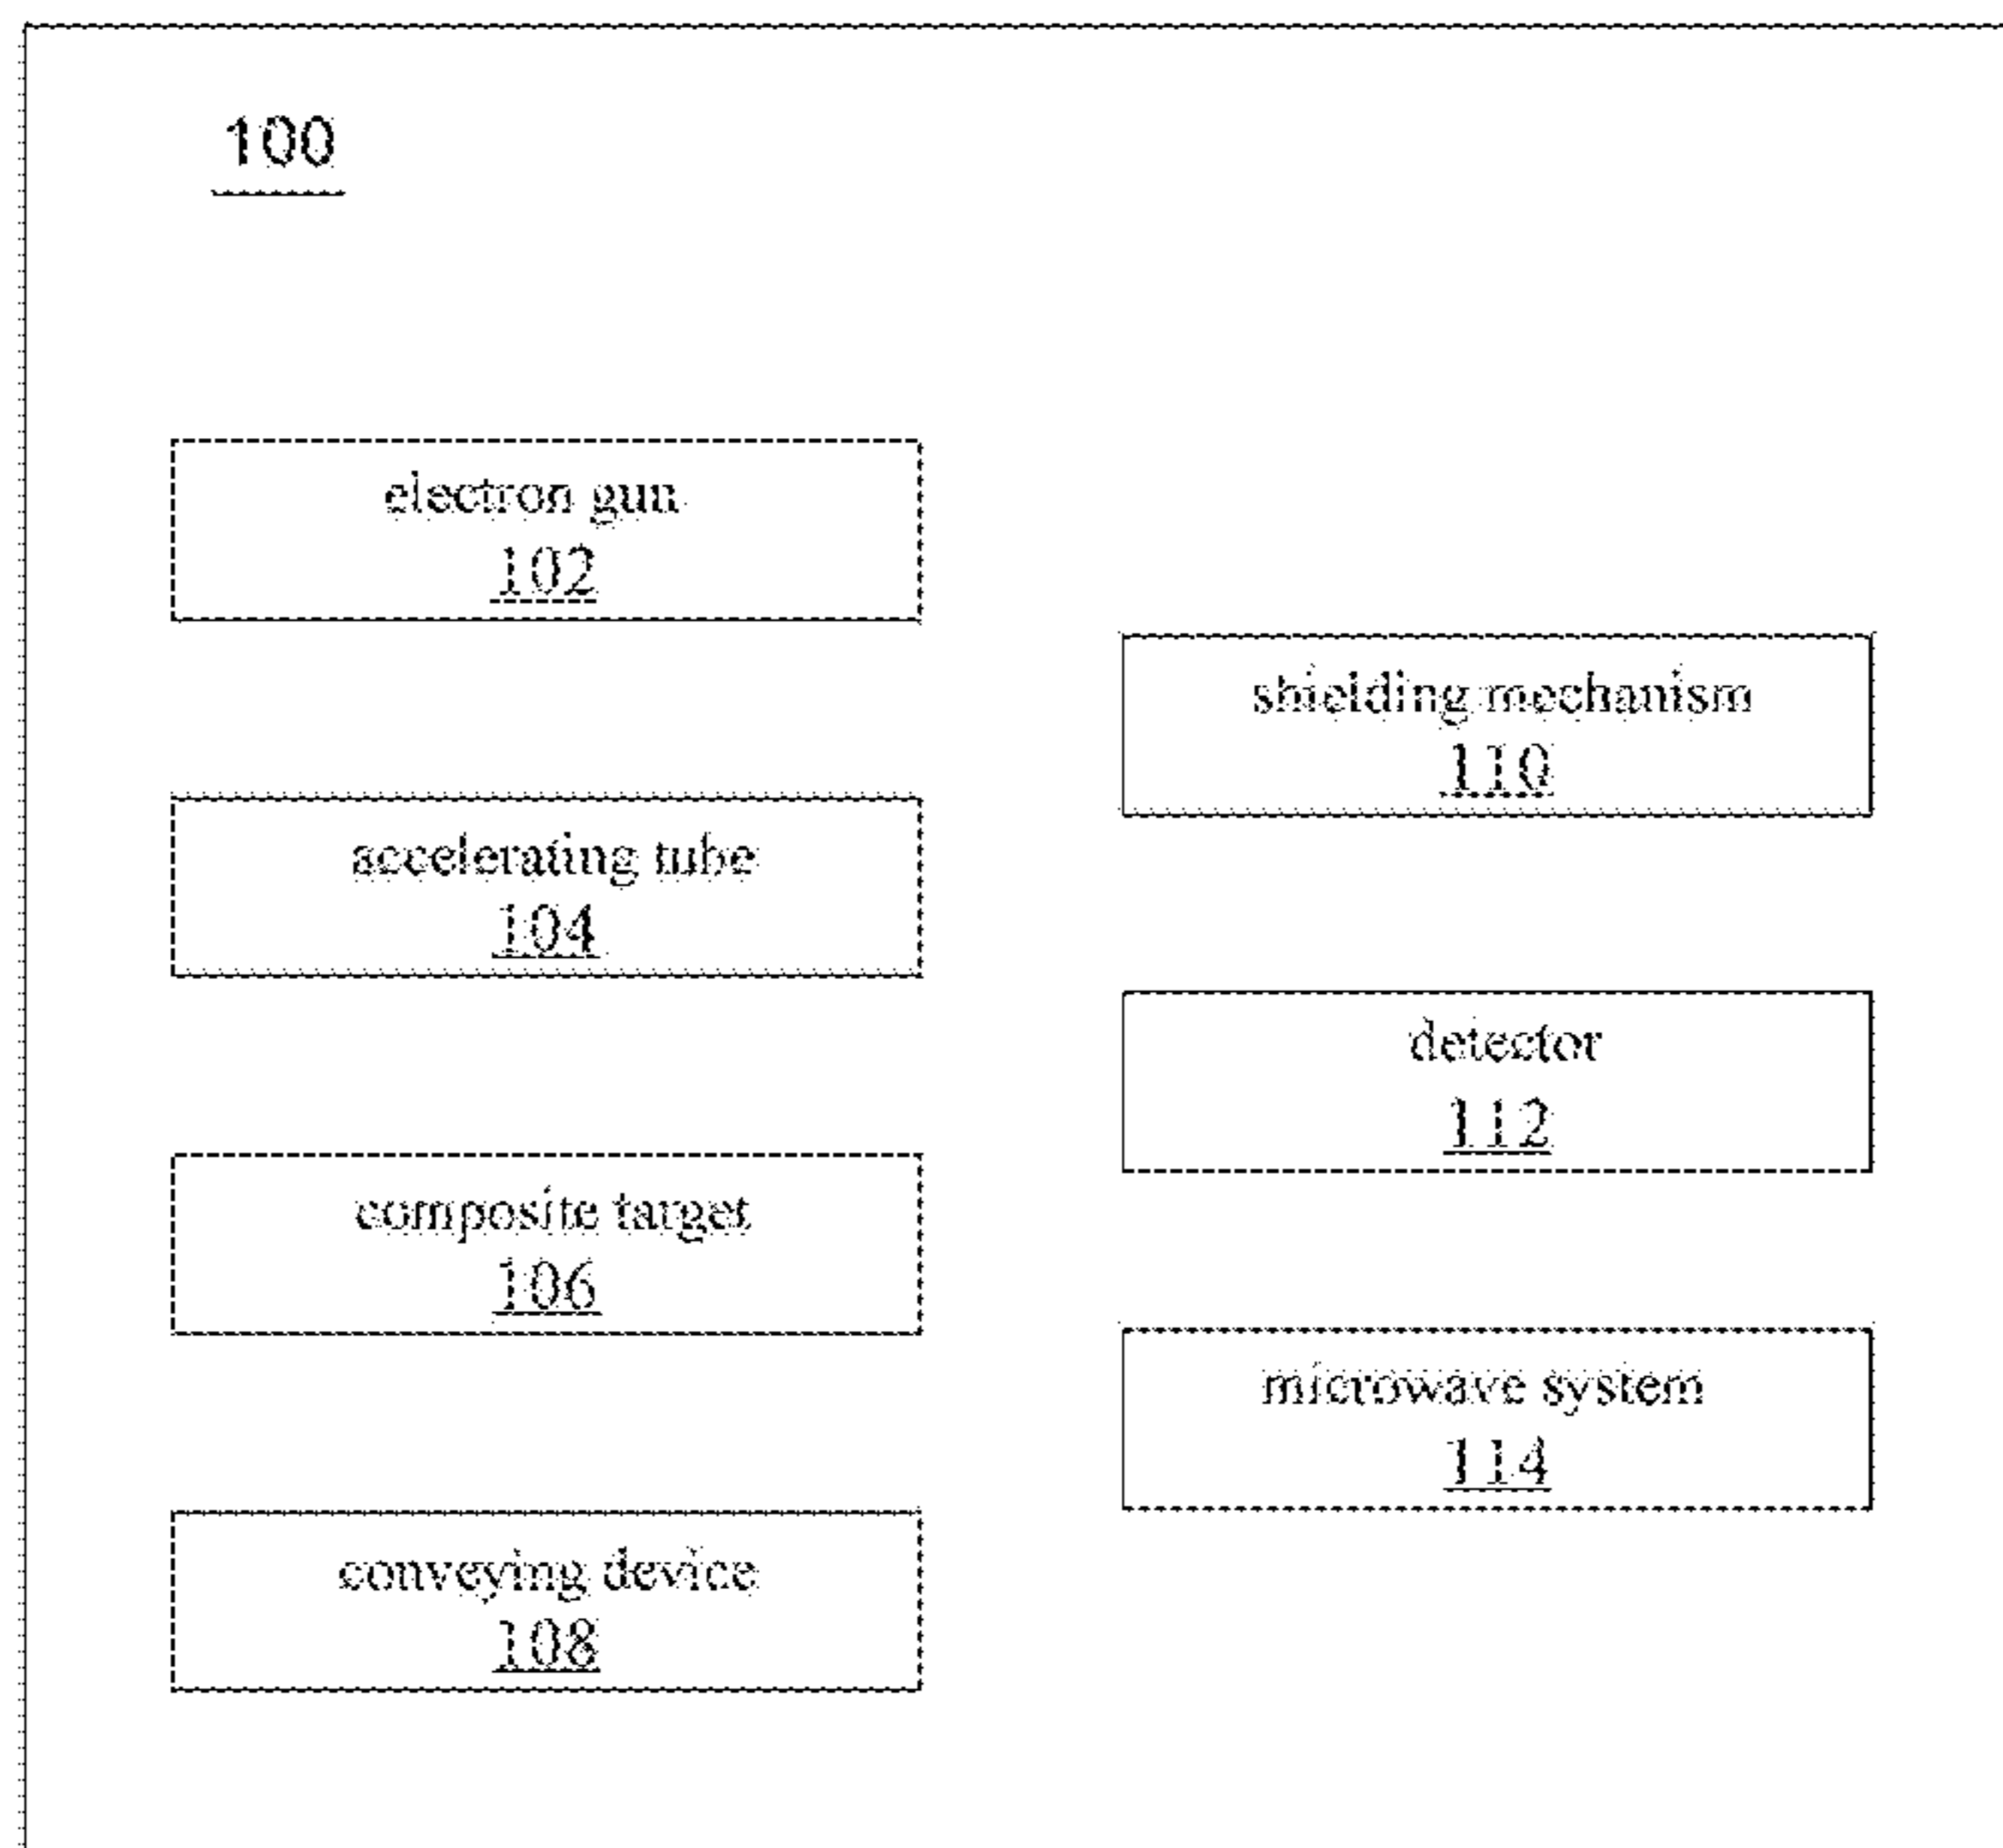 100
electron gun
102
accelerating tube
104
composite target
106
conveying device
108
shielding mechanism
110
detector
112
microwave system
114